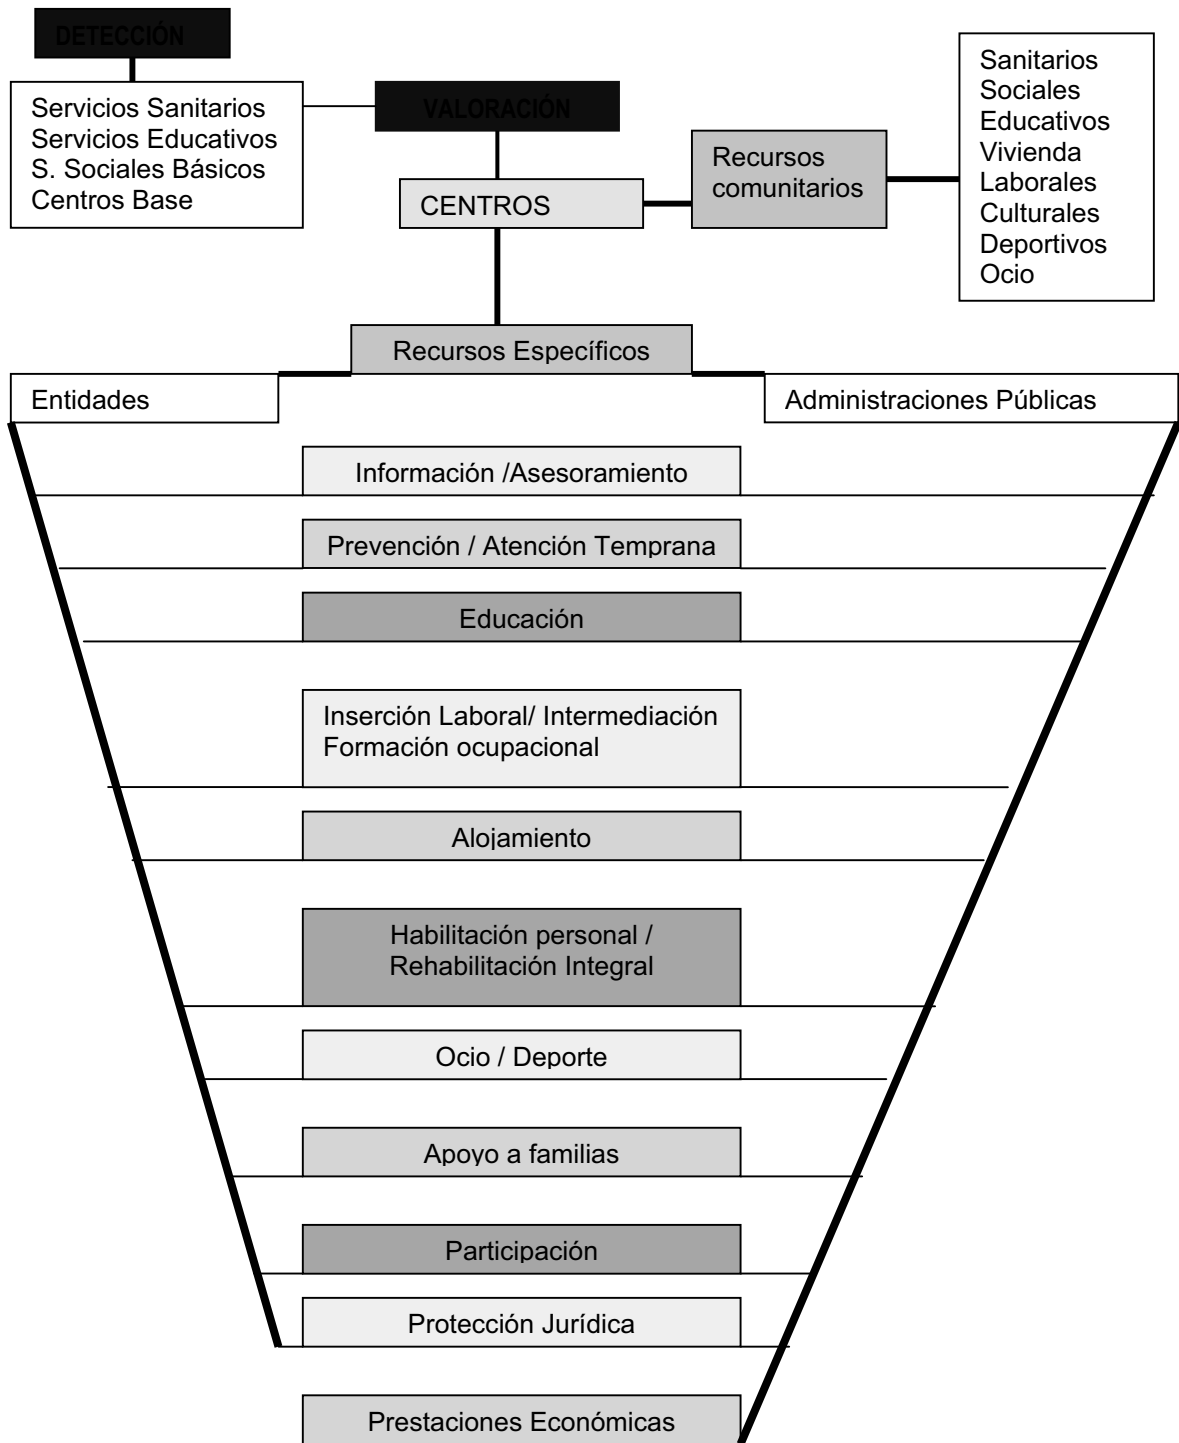 DETECCIÓN
Servicios Sanitarios
Servicios Educativos
S. Sociales Básicos
Centros Base
VALORACIÓN
CENTROS
Recursos
comunitarios
Sanitarios
Sociales
Educativos
Vivienda
Laborales
Culturales
Deportivos
Ocio
Recursos Específicos
Entidades
Administraciones Públicas
Información /Asesoramiento
Prevención / Atención Temprana
Educación
Inserción Laboral/ Intermediación
Formación ocupacional
Alojamiento
Habilitación personal /
Rehabilitación Integral
Ocio / Deporte
Apoyo a familias
Participación
Protección Jurídica
Prestaciones Económicas